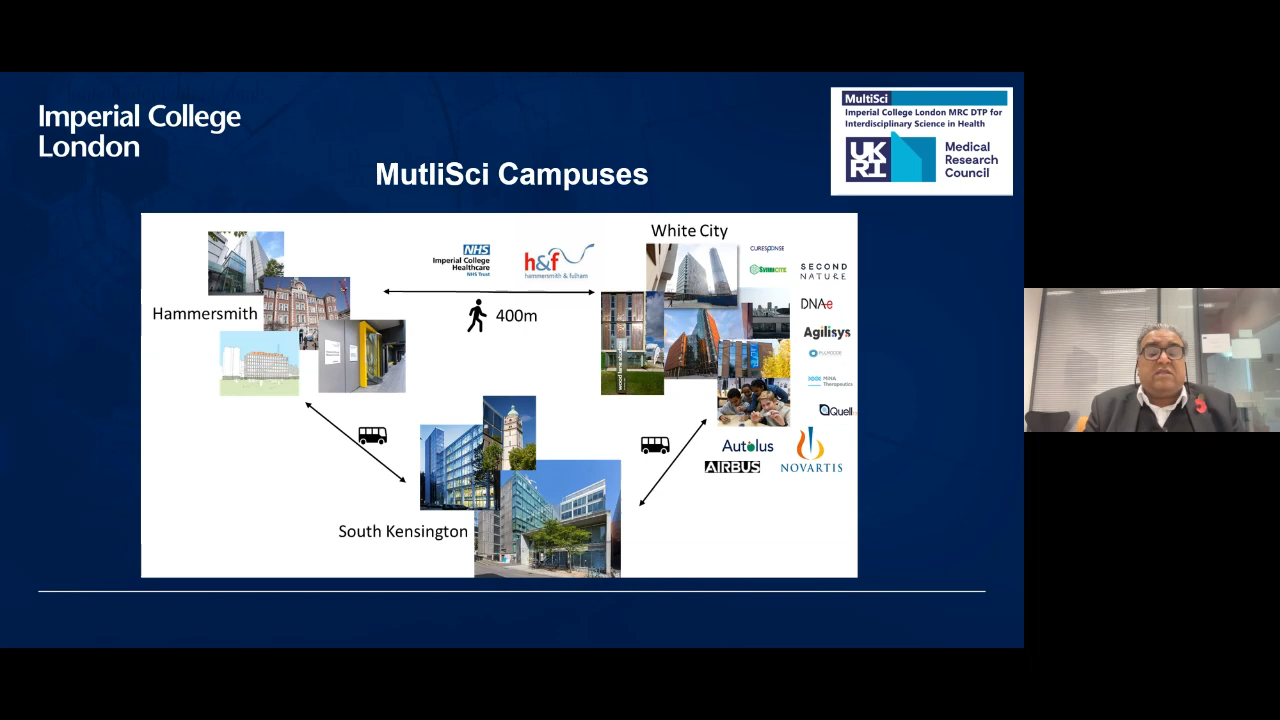 Imperial College
London
MultiSci
Imperial College London MRC DTP for
Interdisciplinary Science in Health
UK
RI
Medical
Research
Council
MutliSci Campuses
White City
NHS
Imperial College
Healthcare
NHS Trust
h&f
hammersmith & fulham
SECOND
NATURE
Hammersmith
400m
DNAe
Agilisys
MiNA
Therapeutics
Quell
Autolus
AIRBUS
NOVARTIS
South Kensington